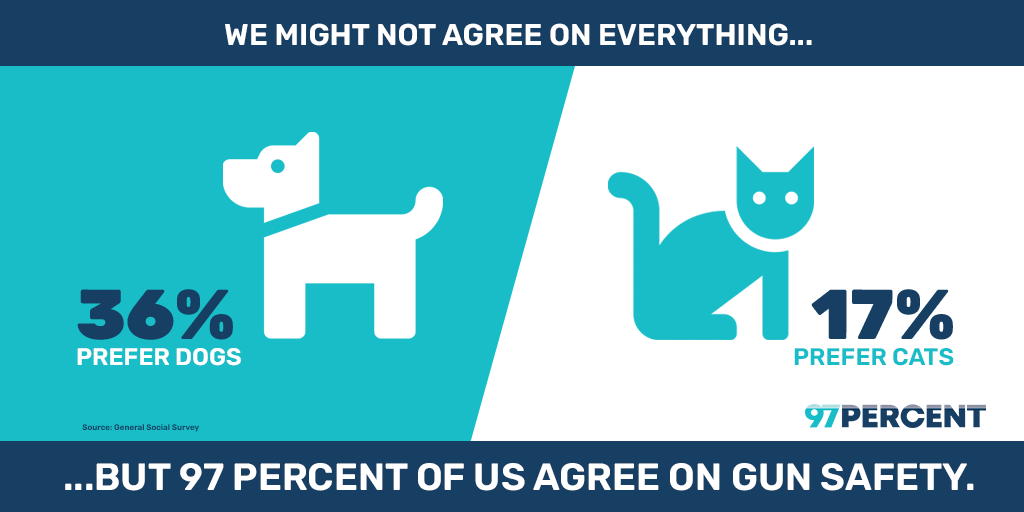 WE MIGHT NOT AGREE ON EVERYTHING...
36%
PREFER DOGS
17%
PREFER CATS
Source: General Social Survey
97PERCENT
...BUT 97 PERCENT OF US AGREE ON GUN SAFETY.